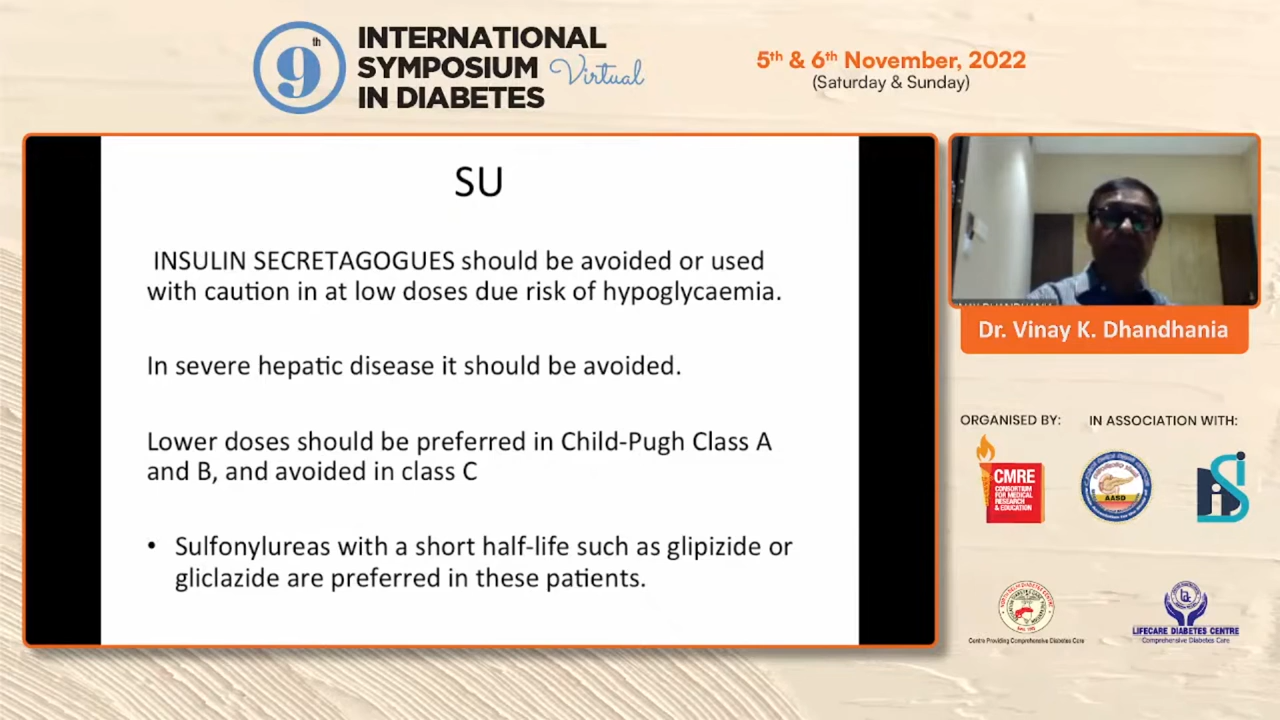 9th
INTERNATIONAL
SYMPOSIUM Virtual
IN DIABETES
5th & 6th November, 2022
(Saturday & Sunday)
SU
INSULIN SECRETAGOGUES should be avoided or used
with caution in at low doses due risk of hypoglycaemia.
In severe hepatic disease it should be avoided.
Lower doses should be preferred in Child-Pugh Class A
and B, and avoided in class C
• Sulfonylureas with a short half-life such as glipizide or
gliclazide are preferred in these patients.
Dr. Vinay K. Dhandhania
ORGANISED BY:
IN ASSOCIATION WITH:
CMRE
CONSORTIUM
FOR MEDICAL
RESEARCH
& EDUCATION
AASD
Centre Providing Comprehensive Diabetes Care
LIFECARE DIABETES CENTRE
Comprehensive Diabetes Care